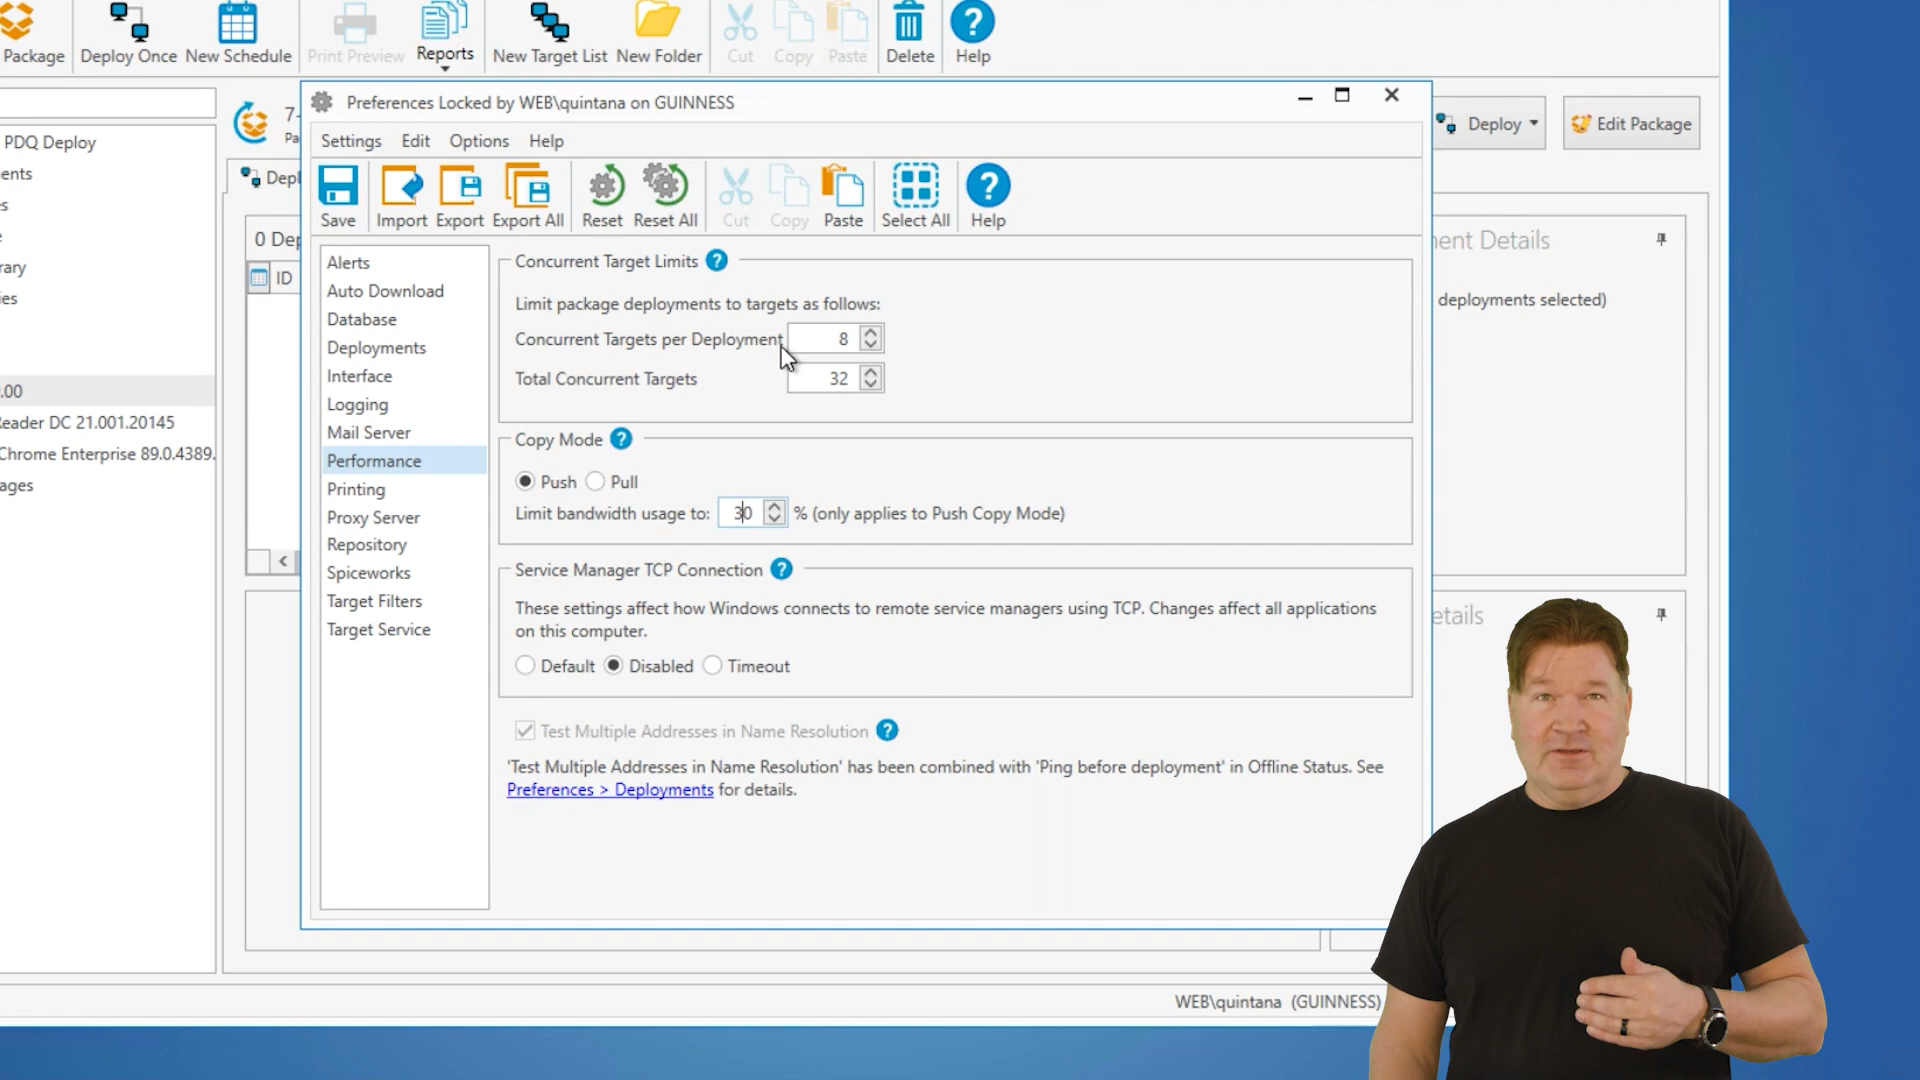 Package
Deploy Once
New Schedule
Print Preview
Reports
New Target List
New Folder
Cut
Copy
Paste
Delete
Help
Preferences Locked by WEB\quintana on GUINNESS
Settings
Edit
Options
Help
Save
Import
Export
Export All
Reset
Reset All
Cut
Copy
Paste
Select All
Help
Alerts
Auto Download
Database
Deployments
Interface
Logging
Mail Server
Performance
Printing
Proxy Server
Repository
Spiceworks
Target Filters
Target Service
Concurrent Target Limits
Limit package deployments to targets as follows:
Concurrent Targets per Deployment 8
Total Concurrent Targets 32
Copy Mode
Push Pull
Limit bandwidth usage to: 30 % (only applies to Push Copy Mode)
Service Manager TCP Connection
These settings affect how Windows connects to remote service managers using TCP. Changes affect all applications
on this computer.
Default Disabled Timeout
Test Multiple Addresses in Name Resolution
'Test Multiple Addresses in Name Resolution' has been combined with 'Ping before deployment' in Offline Status. See
Preferences > Deployments for details.
PDQ Deploy
ents
es
rary
ies
.00
Reader DC 21.001.20145
Chrome Enterprise 89.0.4389.
ages
7-
Pa
Depl
0 Dep
ID
Deploy
Edit Package
ent Details
deployments selected)
etails
WEB\quintana (GUINNESS)